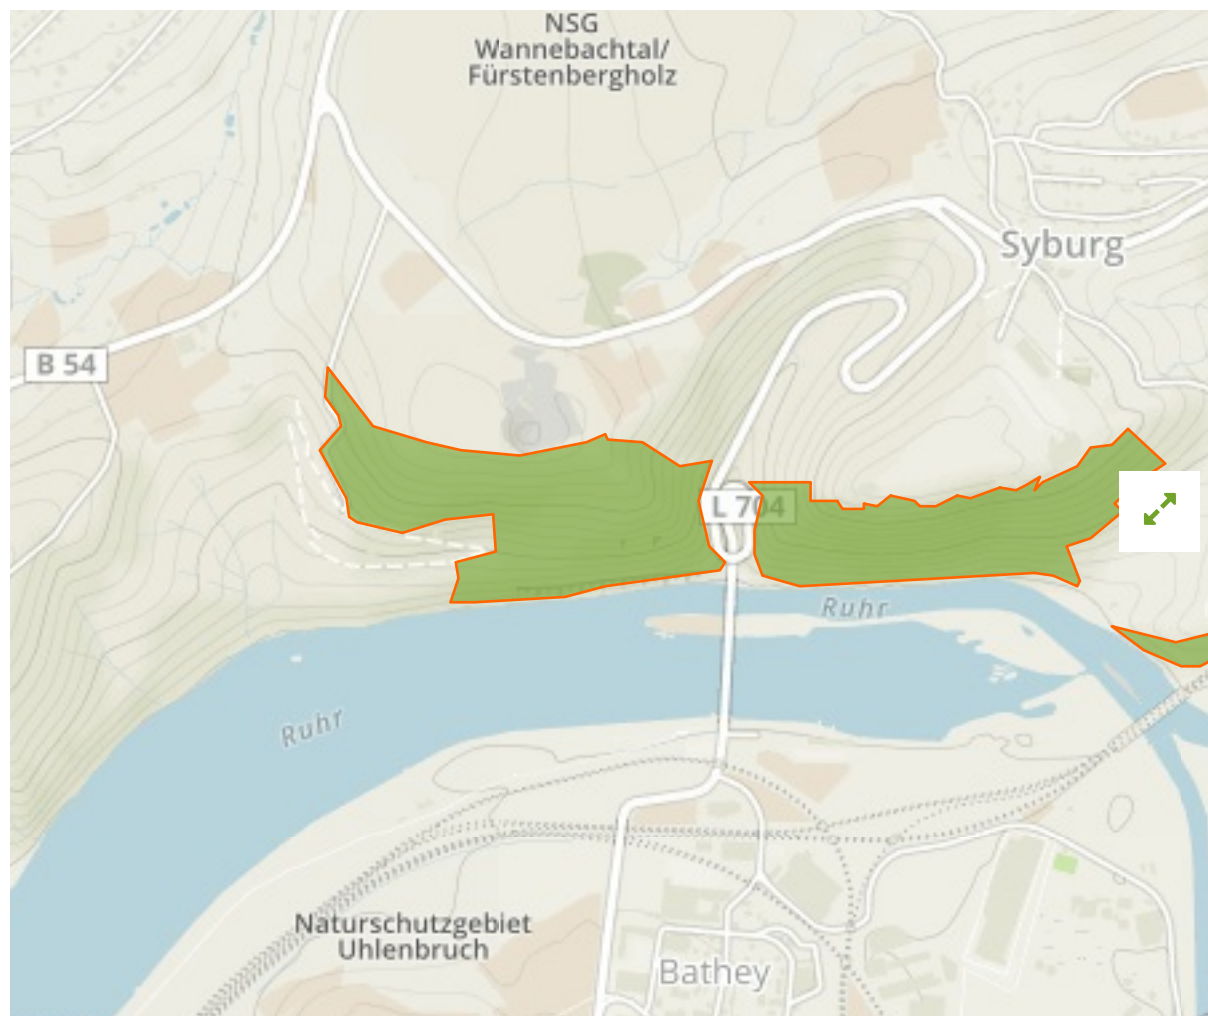 NSG
Wannebachtal/
Fürstenbergholz
Syburg
B 54
L 704
Ruhr
Ruhr
Naturschutzgebiet
Uhlenbruch
Bathey